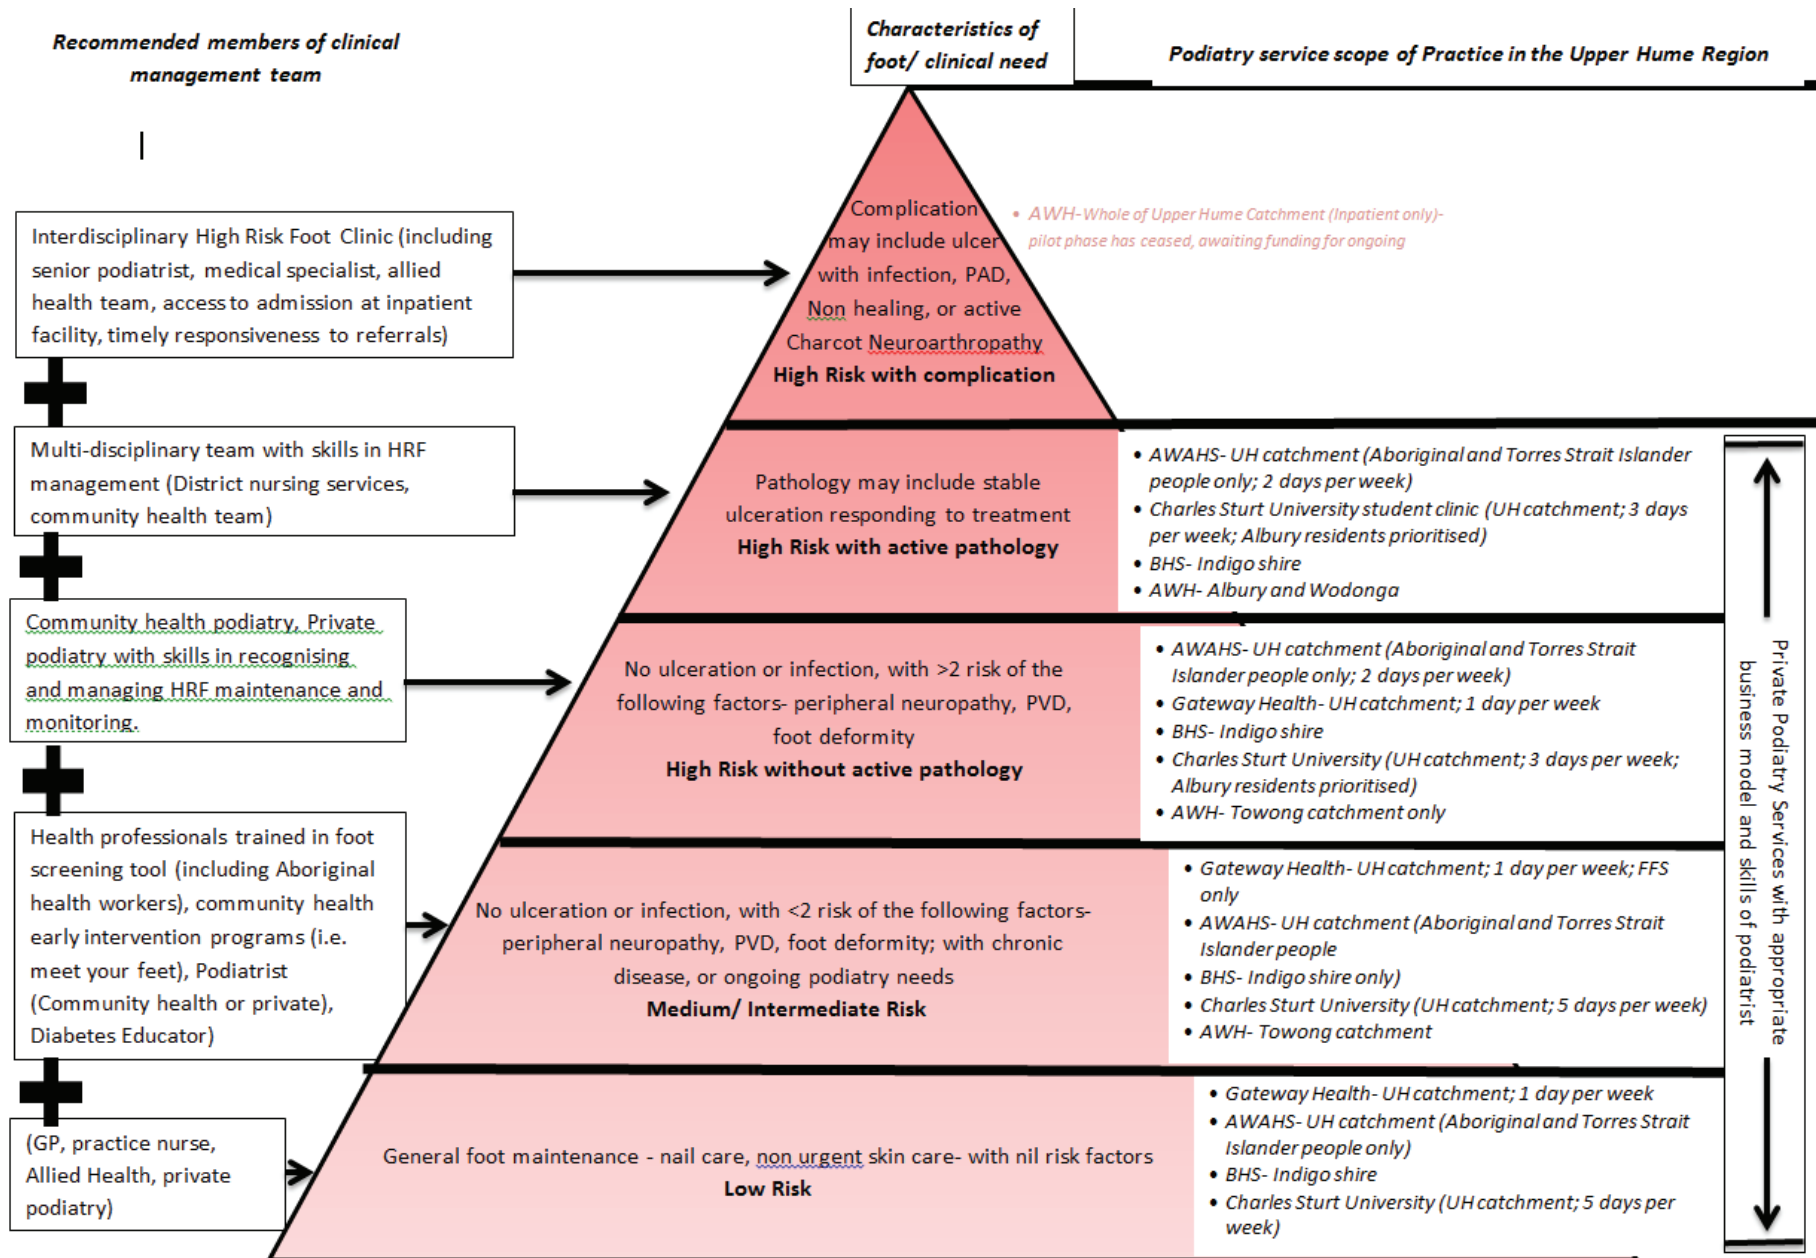 Recommended members of clinical
management team
Characteristics of
foot/ clinical need
Podiatry service scope of Practice in the Upper Hume Region
Interdisciplinary High Risk Foot Clinic (including
senior podiatrist, medical specialist, allied
health team, access to admission at inpatient
facility, timely responsiveness to referrals)
Complication
may include ulcer
with infection, PAD,
Non healing, or active
Charcot Neuroarthropathy
High Risk with complication
• AWH-Whole of Upper Hume Catchment (Inpatient only)-
pilot phase has ceased, awaiting funding for ongoing
Multi-disciplinary team with skills in HRF
management (District nursing services,
community health team)
Pathology may include stable
ulceration responding to treatment
High Risk with active pathology
• AWAHS- UH catchment (Aboriginal and Torres Strait Islander
people only; 2 days per week)
• Charles Sturt University student clinic (UH catchment; 3 days
per week; Albury residents prioritised)
• BHS- Indigo shire
• AWH- Albury and Wodonga
Community health podiatry, Private
podiatry with skills in recognising
and managing HRF maintenance and
monitoring.
No ulceration or infection, with >2 risk of the
following factors- peripheral neuropathy, PVD,
foot deformity
High Risk without active pathology
• AWAHS- UH catchment (Aboriginal and Torres Strait
Islander people only; 2 days per week)
• Gateway Health- UH catchment; 1 day per week
• BHS- Indigo shire
• Charles Sturt University (UH catchment; 3 days per week;
Albury residents prioritised)
• AWH- Towong catchment only
Health professionals trained in foot
screening tool (including Aboriginal
health workers), community health
early intervention programs (i.e.
meet your feet), Podiatrist
(Community health or private),
Diabetes Educator)
No ulceration or infection, with <2 risk of the following factors-
peripheral neuropathy, PVD, foot deformity; with chronic
disease, or ongoing podiatry needs
Medium/ Intermediate Risk
• Gateway Health- UH catchment; 1 day per week; FFS
only
• AWAHS- UH catchment (Aboriginal and Torres Strait
Islander people
• BHS- Indigo shire only)
• Charles Sturt University (UH catchment; 5 days per week)
• AWH- Towong catchment
(GP, practice nurse,
Allied Health, private
podiatry)
General foot maintenance - nail care, non urgent skin care- with nil risk factors
Low Risk
• Gateway Health- UH catchment; 1 day per week
• AWAHS- UH catchment (Aboriginal and Torres Strait
Islander people only)
• BHS- Indigo shire
• Charles Sturt University (UH catchment; 5 days per
week)
Private Podiatry Services with appropriate
business model and skills of podiatrist